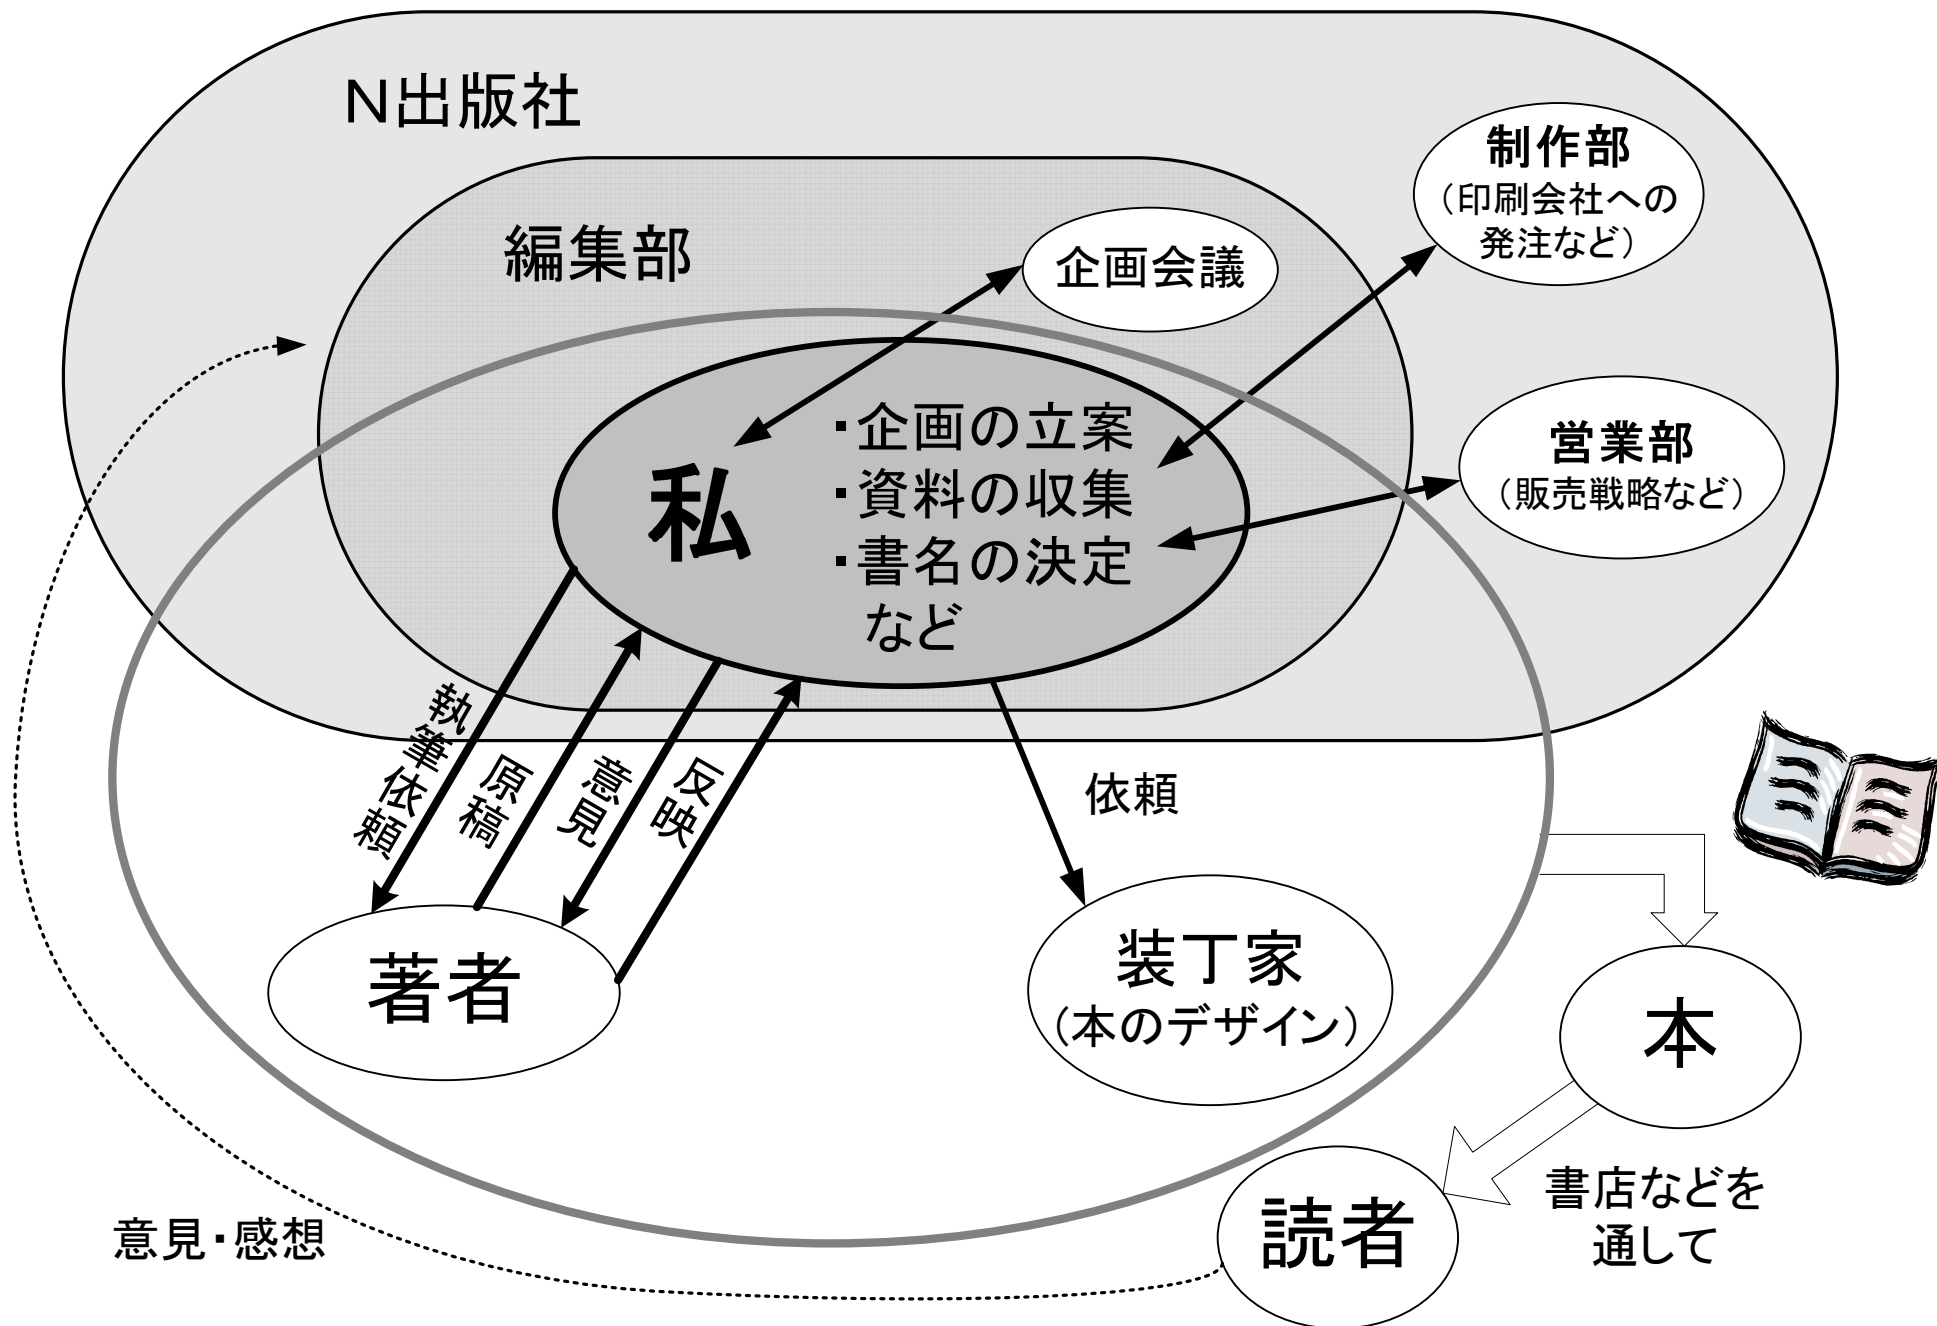 N出版社
制作部
（印刷会社への
発注など）
編集部
企画会議
私
・企画の立案
・資料の収集
・書名の決定
など
営業部
（販売戦略など）
執筆依頼
原稿
意見
反映
依頼
著者
装丁家
（本のデザイン）
本
書店などを
通して
読者
意見・感想